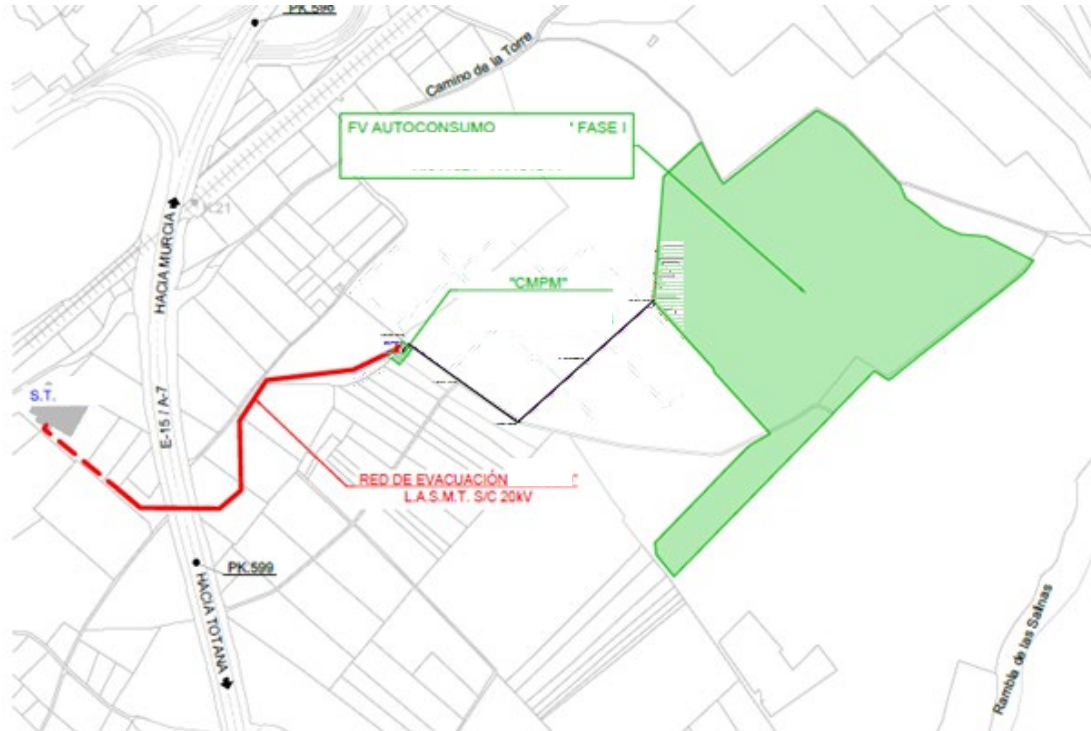 PK.598
Camino de la Torre
FV AUTOCONSUMO " FASE I
HACIA MURCIA
"CMPM"
S.T.
E-15 / A-7
RED DE EVACUACIÓN "
L.A.S.M.T. S/C 20kV
PK.599
HACIA TOTANA
Rambla de las Salinas